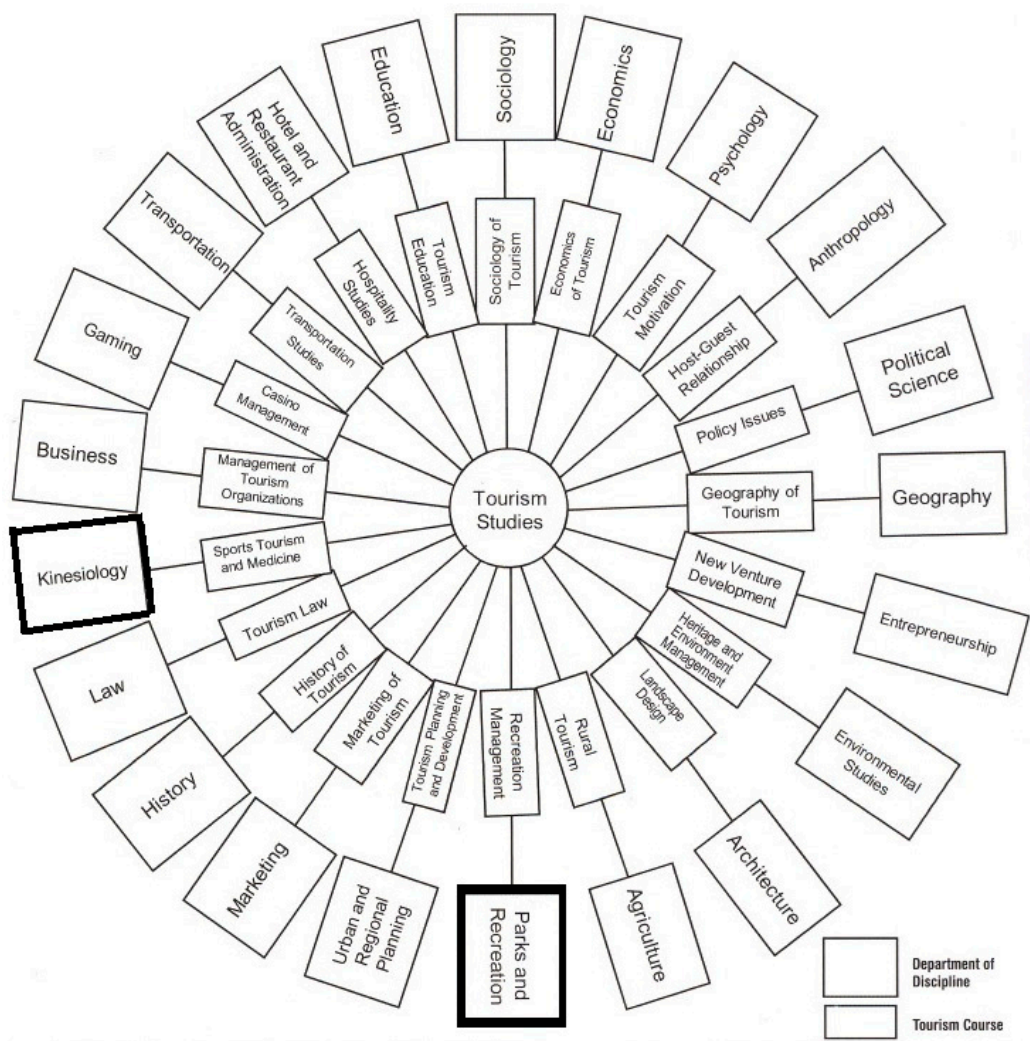 Sociology
Economics
Psychology
Anthropology
Political
Science
Geography
Entrepreneurship
Environmental
Studies
Architecture
Agriculture
Parks and
Recreation
Urban and
Regional
Planning
Marketing
History
Law
Kinesiology
Business
Gaming
Transportation
Hotel and
Restaurant
Administration
Education
Sociology of
Tourism
Economics
of Tourism
Tourism
Motivation
Host-Guest
Relationship
Policy Issues
Geography of
Tourism
New Venture
Development
Heritage and
Environment
Management
Landscape
Design
Rural
Tourism
Recreation
Management
Tourism Planning
and Development
Marketing of
Tourism
History of
Tourism
Tourism Law
Sports Tourism
and Medicine
Management of
Tourism
Organizations
Casino
Management
Transportation
Studies
Hospitality
Studies
Tourism
Education
Tourism
Studies
Department of
Discipline
Tourism Course